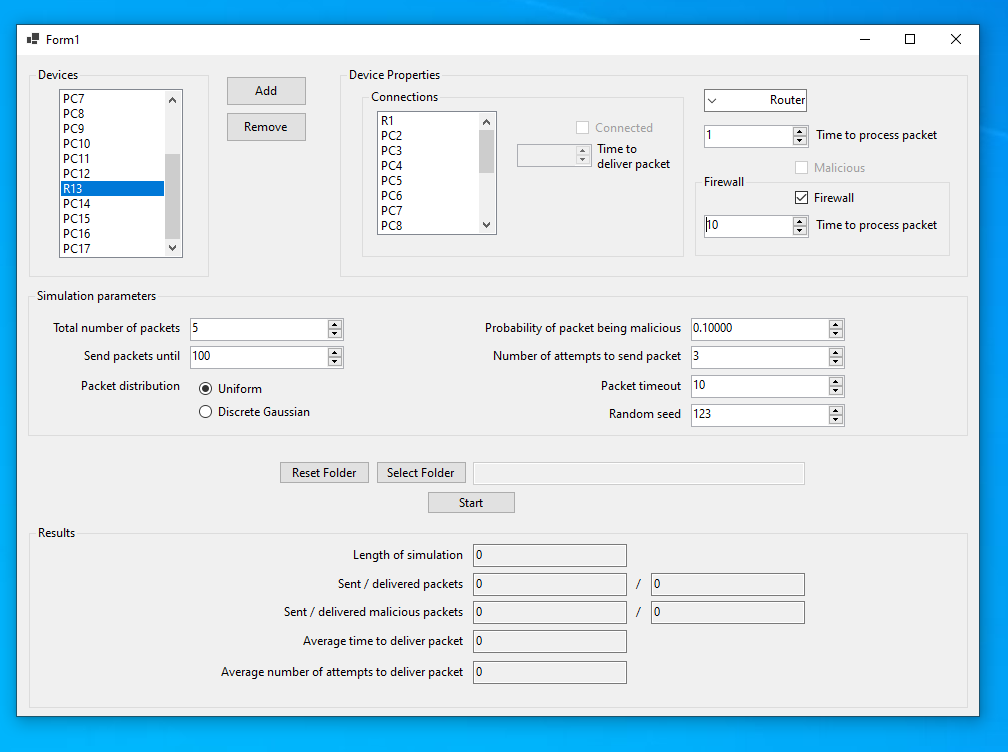 Form1
Devices
PC7
PC8
PC9
PC10
PC11
PC12
R13
PC14
PC15
PC16
PC17
Add
Remove
Device Properties
Connections
R1
PC2
PC3
PC4
PC5
PC6
PC7
PC8
Connected
Time to
deliver packet
Router
1 Time to process packet
Malicious
Firewall
Firewall
10 Time to process packet
Simulation parameters
Total number of packets 5
Send packets until 100
Packet distribution
Uniform
Discrete Gaussian
Probability of packet being malicious 0.10000
Number of attempts to send packet 3
Packet timeout 10
Random seed 123
Reset Folder Select Folder
Start
Results
Length of simulation 0
Sent / delivered packets 0 / 0
Sent / delivered malicious packets 0 / 0
Average time to deliver packet 0
Average number of attempts to deliver packet 0